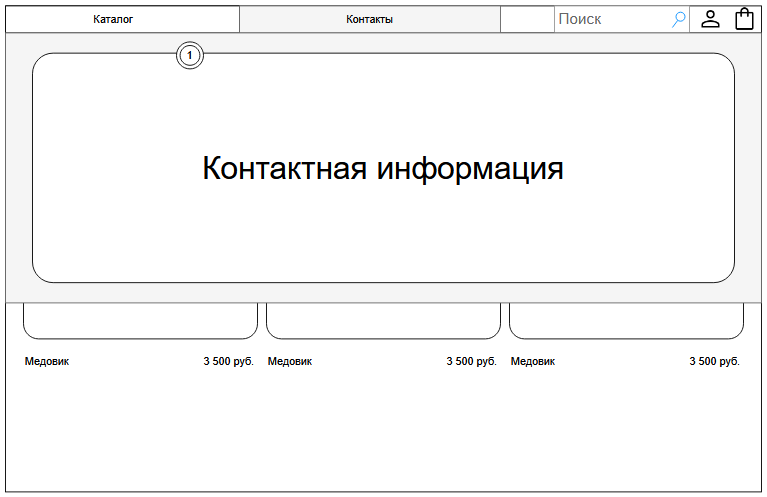 Каталог Контакты Поиск
1
Контактная информация
Медовик 3 500 руб. Медовик 3 500 руб. Медовик 3 500 руб.